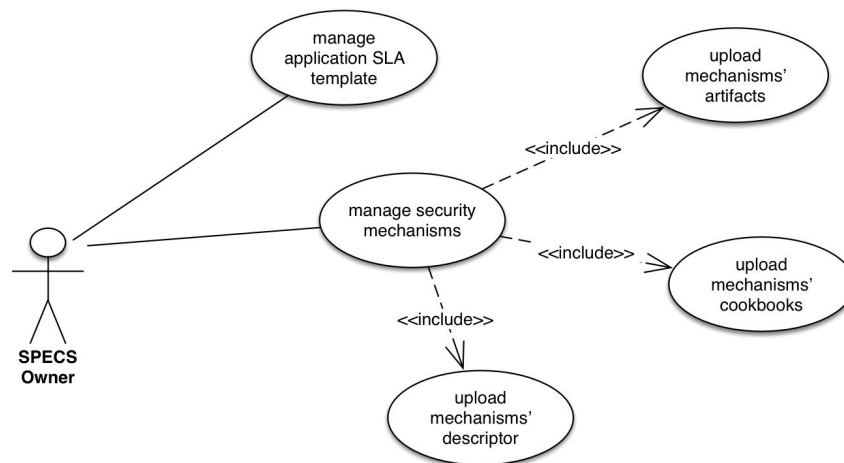 manage
application SLA
template
upload
mechanisms'
artifacts
<<include>>
manage security
mechanisms
<<include>>
upload
mechanisms'
cookbooks
<<include>>
SPECS
Owner
upload
mechanisms'
descriptor